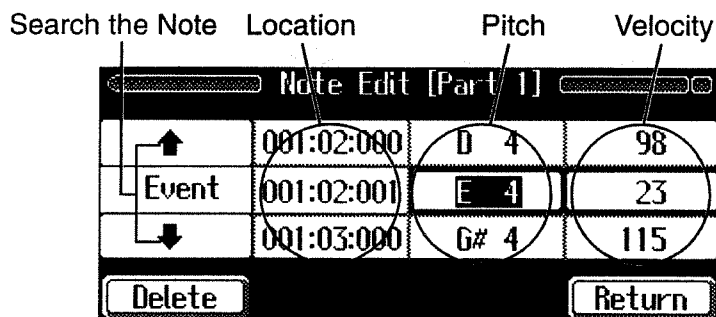 Search the Note Location Pitch Velocity
Note Edit [Part 1]
001:02:000 D 4 98
Event 001:02:001 E 4 23
001:03:000 G# 4 115
Delete Return